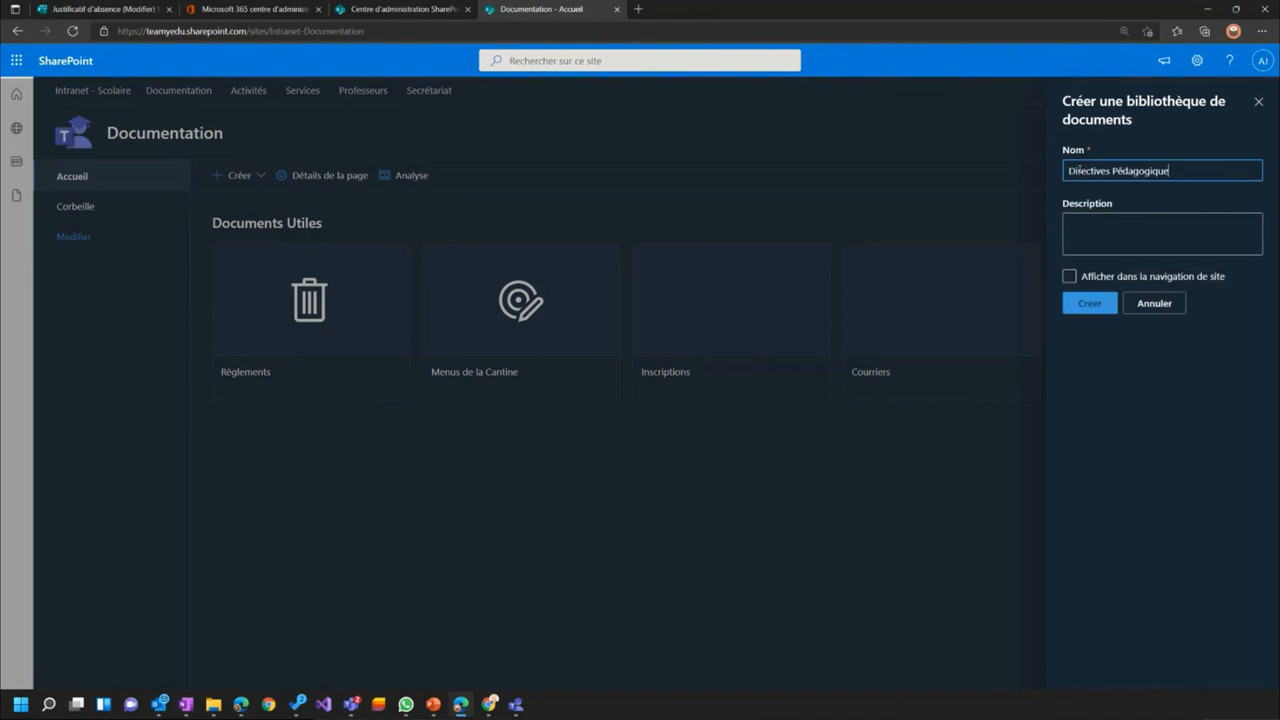 Justificatif d'absence (Modifier)
Microsoft 365 centre d'administ
Centre d'administration SharePo
Documentation - Accueil
https://teamyedu.sharepoint.com/sites/Intranet-Documentation
SharePoint
Rechercher sur ce site
AJ
Intranet - Scolaire
Documentation
Activités
Services
Professeurs
Secrétariat
Documentation
Accueil
Corbeille
Modifier
Créer
Détails de la page
Analyse
Documents Utiles
Règlements
Menus de la Cantine
Inscriptions
Courriers
Créer une bibliothèque de
documents
Nom *
Directives Pédagogique
Description
Afficher dans la navigation de site
Créer
Annuler